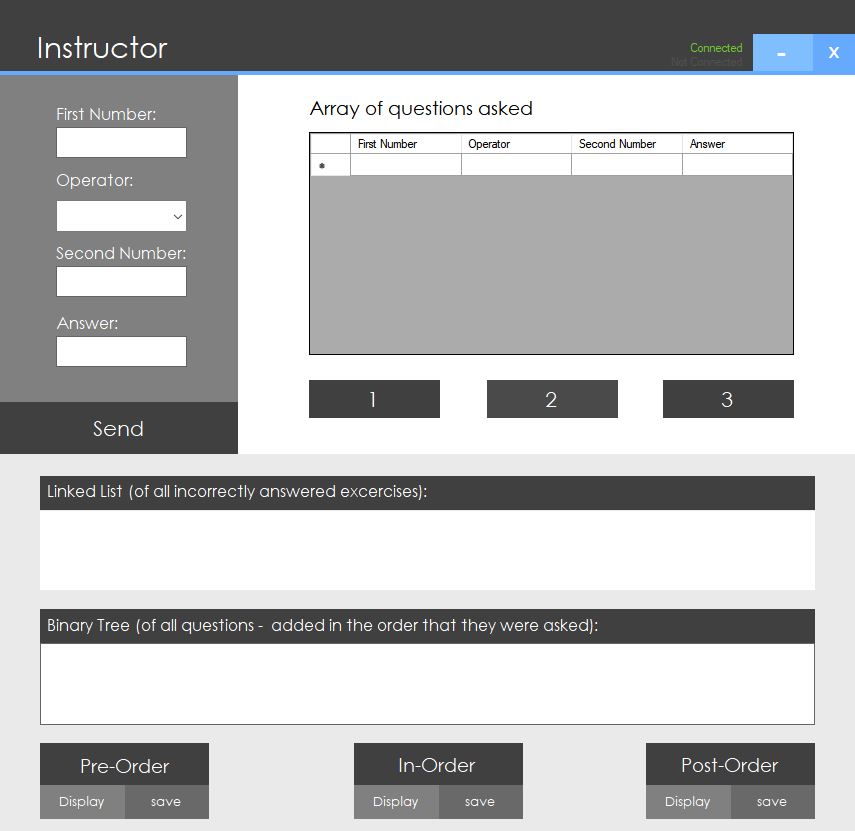 Instructor
Connected
Not Connected
-
X
First Number:
Operator:
Second Number:
Answer:
Send
Array of questions asked
First Number Operator Second Number Answer
*
1 2 3
Linked List (of all incorrectly answered excercises):
Binary Tree (of all questions - added in the order that they were asked):
Pre-Order In-Order Post-Order
Display save Display save Display save